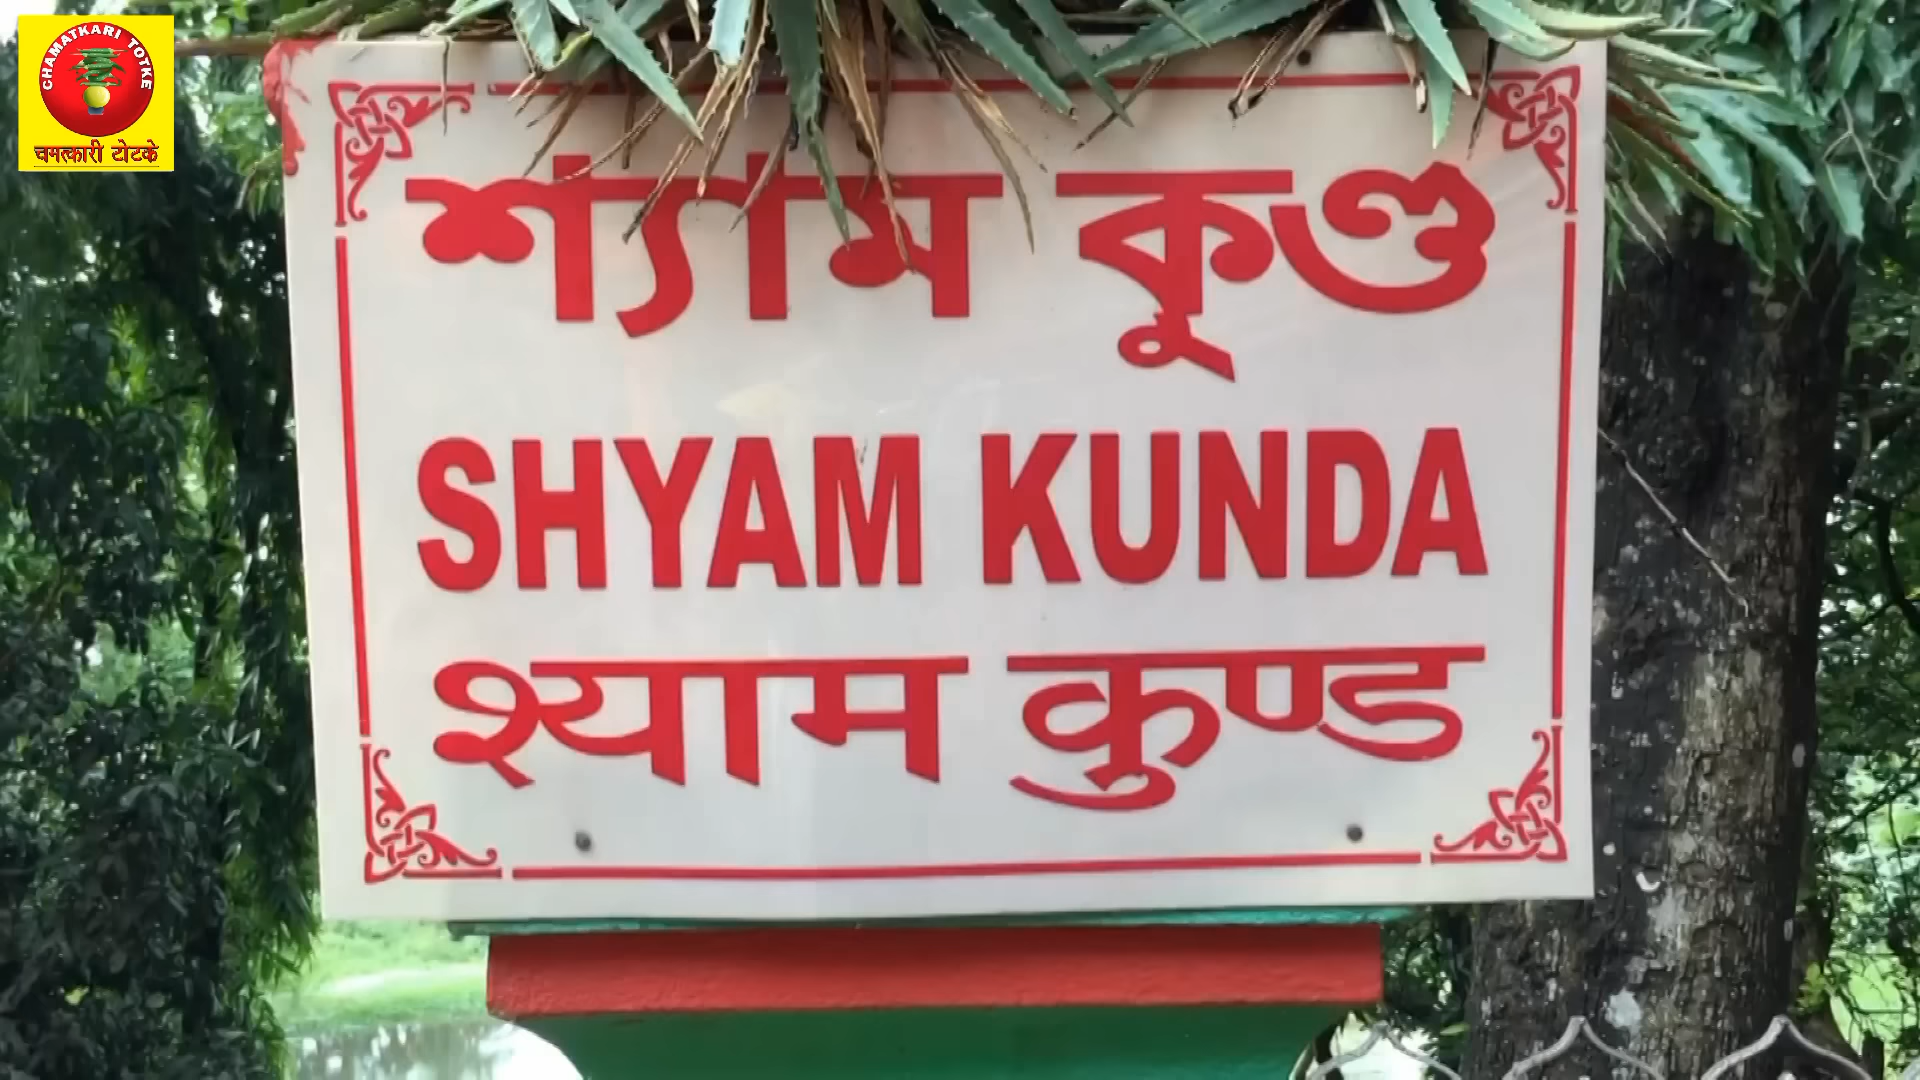 CHAMATKARI TOTKE
चमत्कारी टोटके
শ্যাম কুণ্ড
SHYAM KUNDA
श्याम कुण्ड